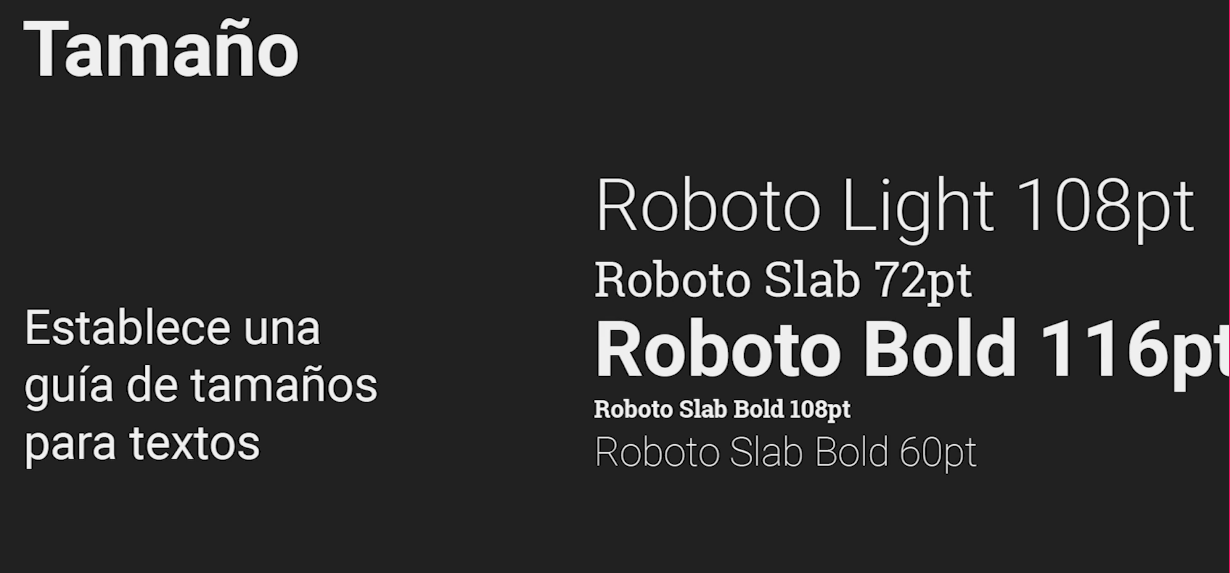 Tamaño
Establece una
guía de tamaños
para textos
Roboto Light 108pt
Roboto Slab 72pt
Roboto Bold 116pt
Roboto Slab Bold 108pt
Roboto Slab Bold 60pt